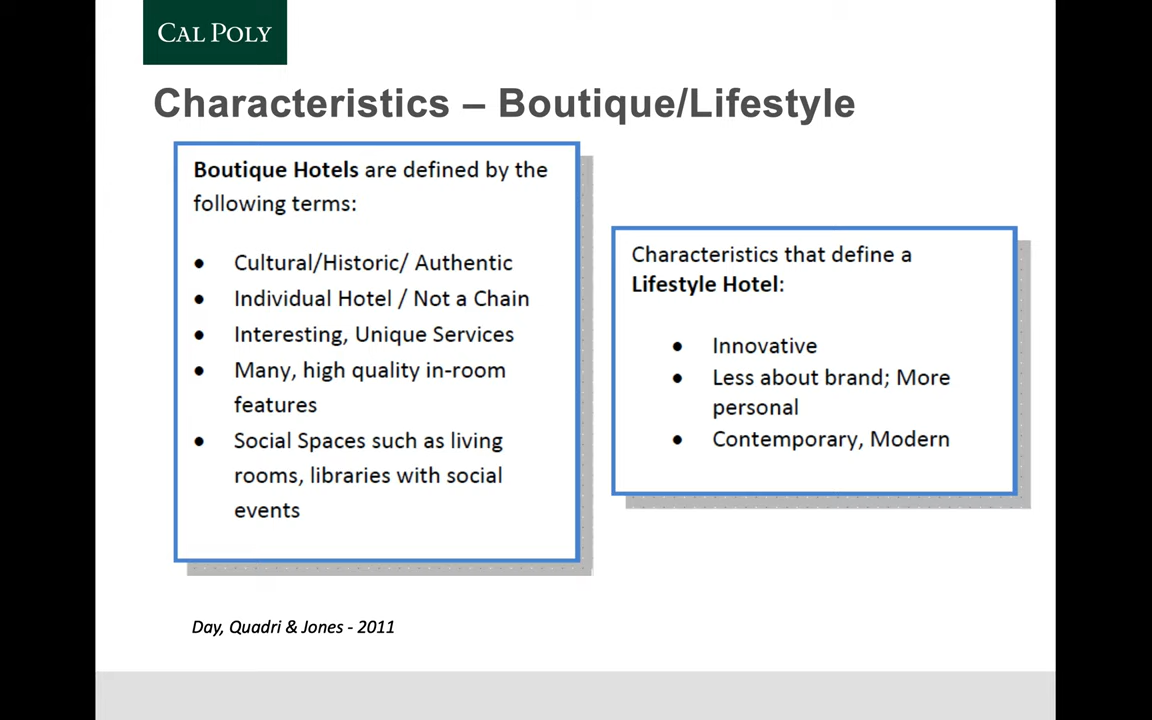 CAL POLY
Characteristics – Boutique/Lifestyle
Boutique Hotels are defined by the
following terms:
● Cultural/Historic/ Authentic
● Individual Hotel / Not a Chain
● Interesting, Unique Services
● Many, high quality in-room
features
● Social Spaces such as living
rooms, libraries with social
events
Characteristics that define a
Lifestyle Hotel:
● Innovative
● Less about brand; More
personal
● Contemporary, Modern
Day, Quadri & Jones - 2011